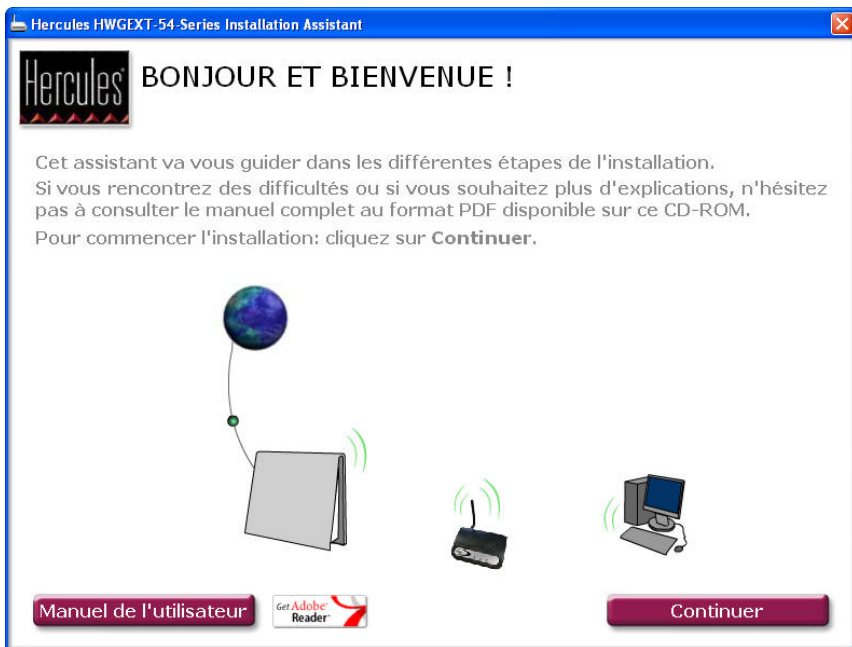 Hercules HWGEXT-54-Series Installation Assistant
Hercules
BONJOUR ET BIENVENUE !
Cet assistant va vous guider dans les différentes étapes de l'installation.
Si vous rencontrez des difficultés ou si vous souhaitez plus d'explications, n'hésitez
pas à consulter le manuel complet au format PDF disponible sur ce CD-ROM.
Pour commencer l'installation: cliquez sur Continuer.
Manuel de l'utilisateur
Get Adobe®
Reader®
Continuer